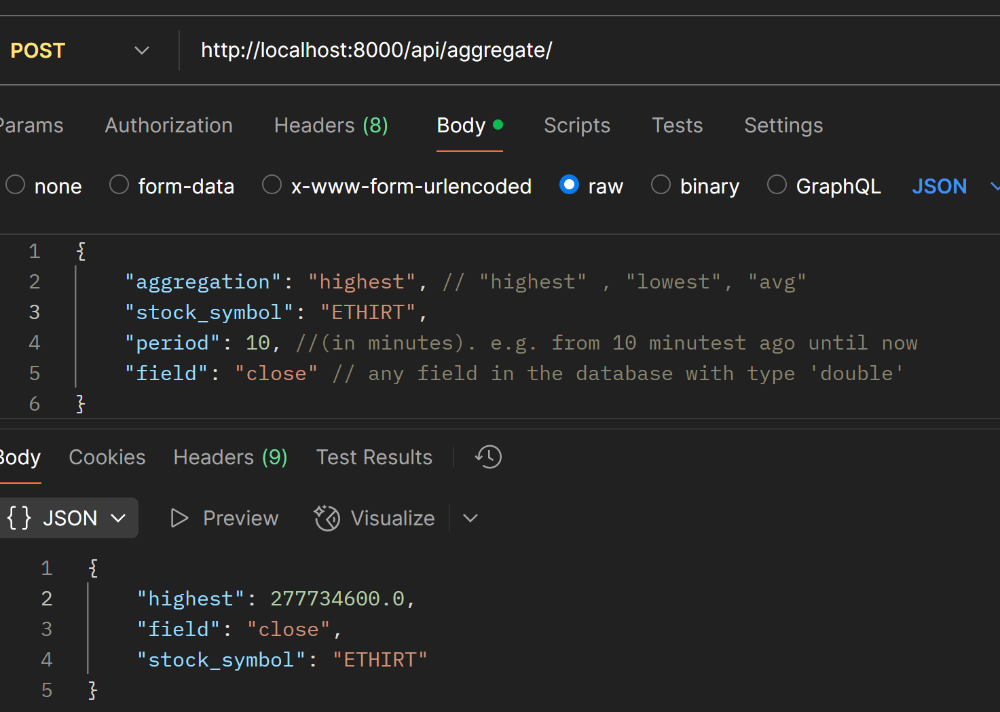 POST http://localhost:8000/api/aggregate/
Params Authorization Headers (8) Body Scripts Tests Settings
none form-data x-www-form-urlencoded raw binary GraphQL JSON
1 {
2 "aggregation": "highest", // "highest" , "lowest", "avg"
3 "stock_symbol": "ETHIRT",
4 "period": 10, //(in minutes). e.g. from 10 minutest ago until now
5 "field": "close" // any field in the database with type 'double'
6 }
Body Cookies Headers (9) Test Results
{} JSON Preview Visualize
1 {
2 "highest": 277734600.0,
3 "field": "close",
4 "stock_symbol": "ETHIRT"
5 }